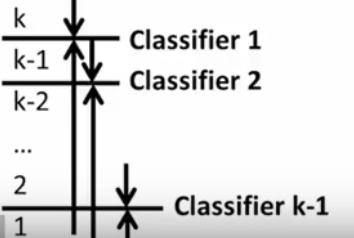 k
Classifier 1
k-1
Classifier 2
k-2
...
2
Classifier k-1
1